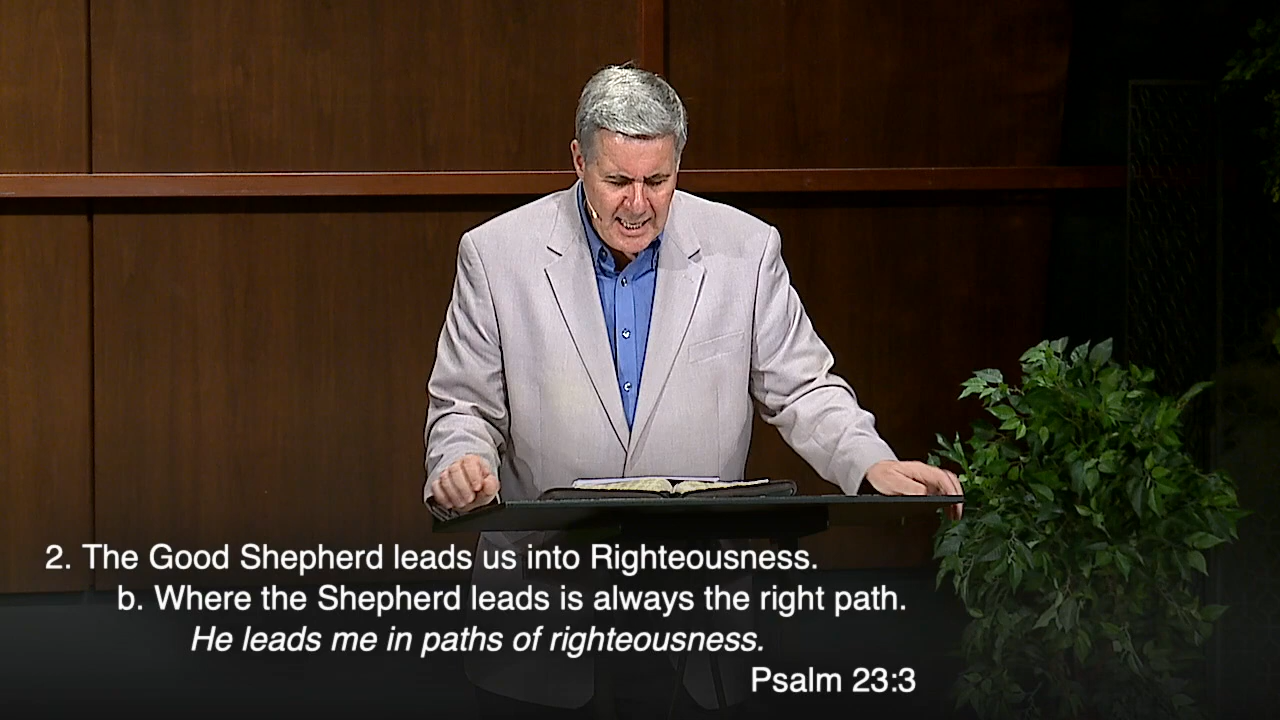 2. The Good Shepherd leads us into Righteousness.
b. Where the Shepherd leads is always the right path.
He leads me in paths of righteousness.
Psalm 23:3